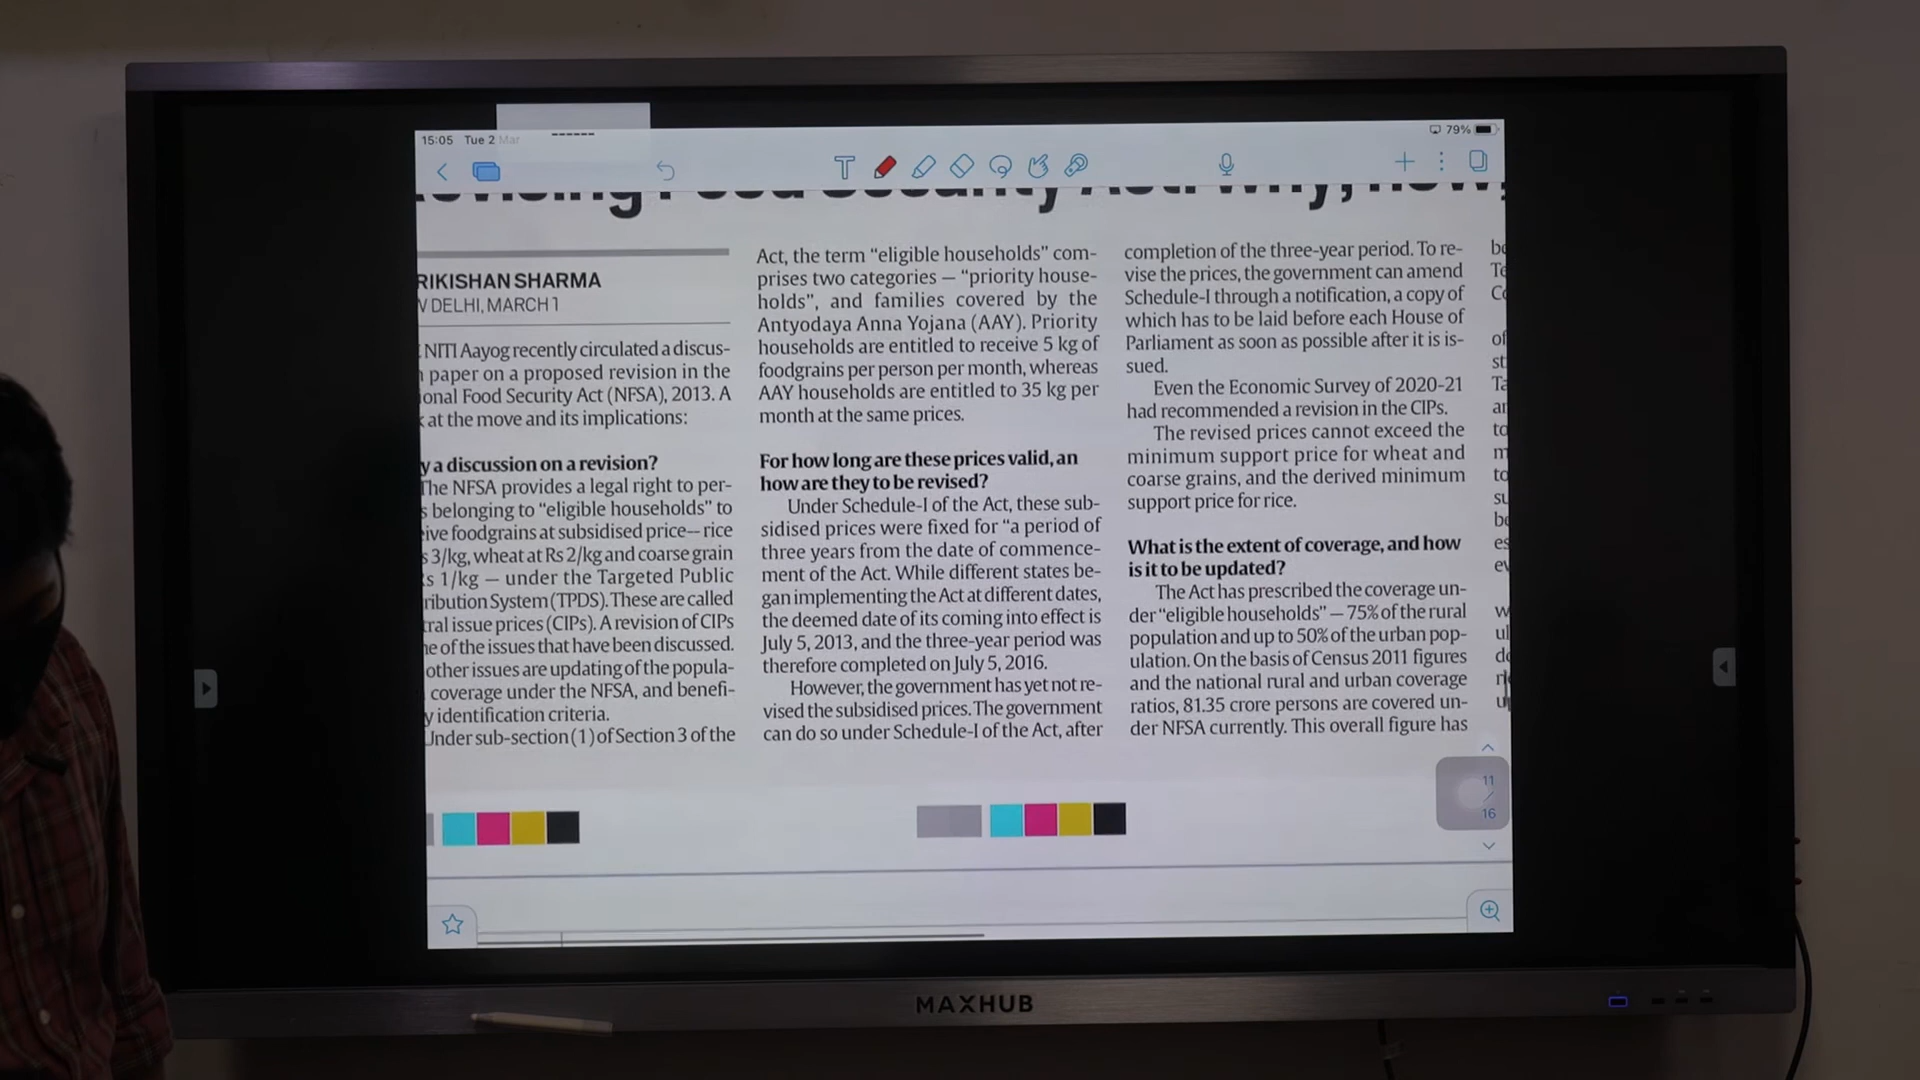 15:05 Tue 2 Mar
79%
T
Revising Food Security Act: Why, how,
RIKISHAN SHARMA
DELHI, MARCH 1
NITI Aayog recently circulated a discus-
paper on a proposed revision in the
ional Food Security Act (NFSA), 2013. A
at the move and its implications:
y a discussion on a revision?
The NFSA provides a legal right to per-
s belonging to “eligible households” to
ive foodgrains at subsidised price— rice
s 3/kg, wheat at Rs 2/kg and coarse grain
s 1/kg — under the Targeted Public
ribution System (TPDS). These are called
tral issue prices (CIPs). A revision of CIPs
ne of the issues that have been discussed.
other issues are updating of the popula-
coverage under the NFSA, and benefi-
y identification criteria.
Under sub-section (1) of Section 3 of the
Act, the term “eligible households” com-
prises two categories — “priority house-
holds”, and families covered by the
Antyodaya Anna Yojana (AAY). Priority
households are entitled to receive 5 kg of
foodgrains per person per month, whereas
AAY households are entitled to 35 kg per
month at the same prices.
For how long are these prices valid, an
how are they to be revised?
Under Schedule-I of the Act, these sub-
sidised prices were fixed for “a period of
three years from the date of commence-
ment of the Act. While different states be-
gan implementing the Act at different dates,
the deemed date of its coming into effect is
July 5, 2013, and the three-year period was
therefore completed on July 5, 2016.
However, the government has yet not re-
vised the subsidised prices. The government
can do so under Schedule-I of the Act, after
completion of the three-year period. To re-
vise the prices, the government can amend
Schedule-I through a notification, a copy of
which has to be laid before each House of
Parliament as soon as possible after it is is-
sued.
Even the Economic Survey of 2020-21
had recommended a revision in the CIPs.
The revised prices cannot exceed the
minimum support price for wheat and
coarse grains, and the derived minimum
support price for rice.
What is the extent of coverage, and how
is it to be updated?
The Act has prescribed the coverage un-
der “eligible households” — 75% of the rural
population and up to 50% of the urban pop-
ulation. On the basis of Census 2011 figures
and the national rural and urban coverage
ratios, 81.35 crore persons are covered un-
der NFSA currently. This overall figure has
11
/
16
MAXHUB